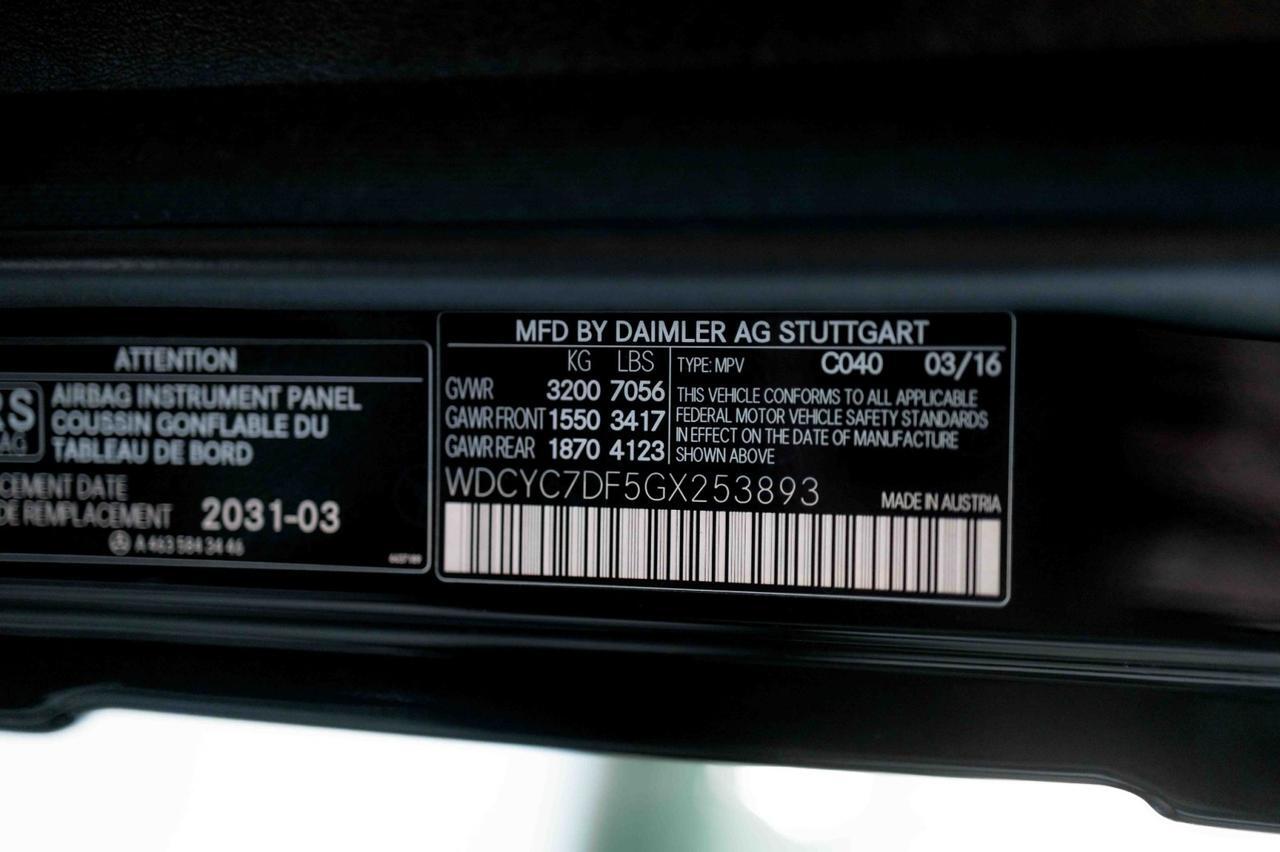 ATTENTION
RS
AG
AIRBAG INSTRUMENT PANEL
COUSSIN GONFLABLE DU
TABLEAU DE BORD
CEMENT DATE
DE REMPLACEMENT 2031-03
A 463 584 34 46
MFD BY DAIMLER AG STUTTGART
KG LBS
GVWR 3200 7056
GAWR FRONT 1550 3417
GAWR REAR 1870 4123
TYPE: MPV C040 03/16
THIS VEHICLE CONFORMS TO ALL APPLICABLE
FEDERAL MOTOR VEHICLE SAFETY STANDARDS
IN EFFECT ON THE DATE OF MANUFACTURE
SHOWN ABOVE
WDCYC7DF5GX253893
MADE IN AUSTRIA